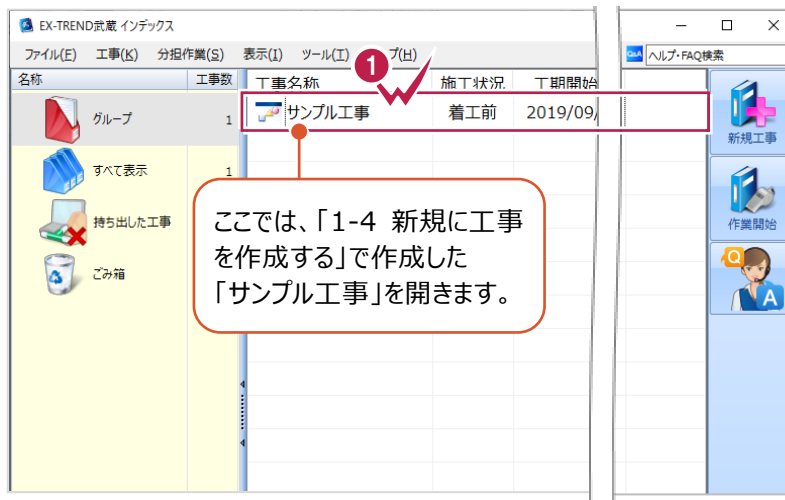 EX-TREND武蔵 インデックス
ファイル(F) 工事(K) 分担作業(S) 表示(I) ツール(T) プ(H)
Q&A ヘルプ・FAQ検索
名称 工事数 工事名称 施工状況 工期開始
1
グループ 1
サンプル工事 着工前 2019/09/
新規工事
すべて表示 1
持ち出した工事
ごみ箱
作業開始
Q
A
ここでは、「1-4 新規に工事
を作成する」で作成した
「サンプル工事」を開きます。